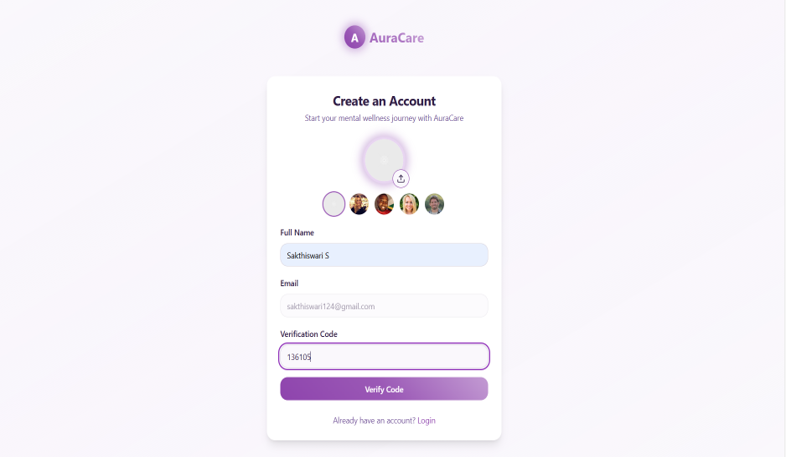 A AuraCare
Create an Account
Start your mental wellness journey with AuraCare
Full Name
Sakthiswari S
Email
sakthiswari124@gmail.com
Verification Code
136105
Verify Code
Already have an account? Login